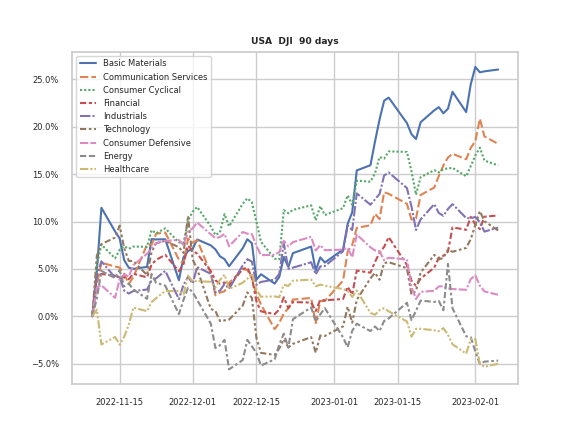 USA  DJI  90 days
Basic Materials
Communication Services
Consumer Cyclical
Financial
Industrials
Technology
Consumer Defensive
Energy
Healthcare
25.0%
20.0%
15.0%
10.0%
5.0%
0.0%
−5.0%
2022-11-15
2022-12-01
2022-12-15
2023-01-01
2023-01-15
2023-02-01